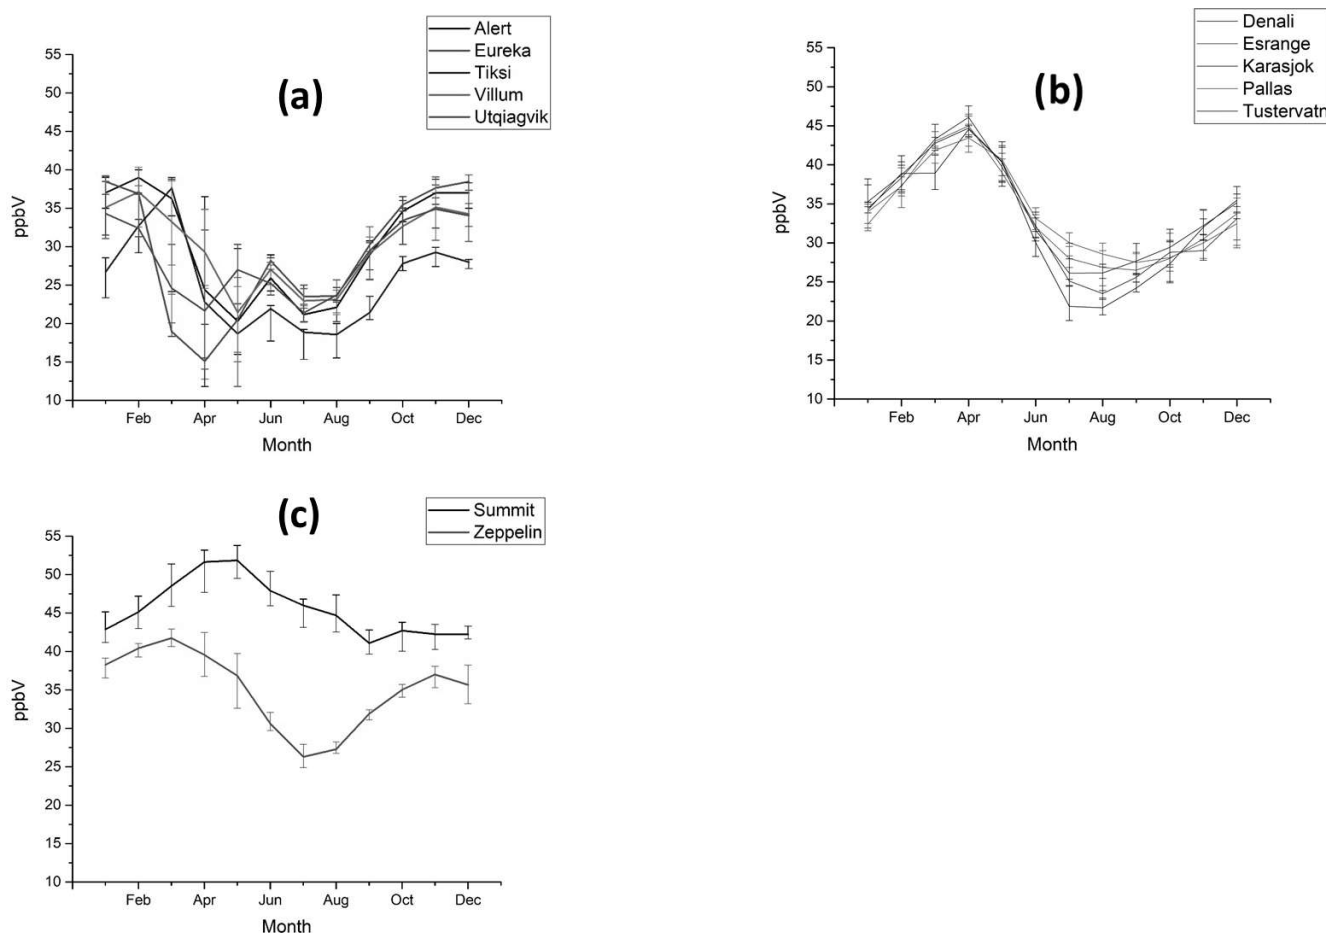 Alert
Eureka
Tiksi
Villum
Utqiagvik
(a)
55
50
45
40
35
30
25
20
15
10
ppbV
Feb Apr Jun Aug Oct Dec
Month
Denali
Esrange
Karasjok
Pallas
Tustervatn
(b)
55
50
45
40
35
30
25
20
15
10
ppbV
Feb Apr Jun Aug Oct Dec
Month
Summit
Zeppelin
(c)
55
50
45
40
35
30
25
20
15
10
ppbV
Feb Apr Jun Aug Oct Dec
Month